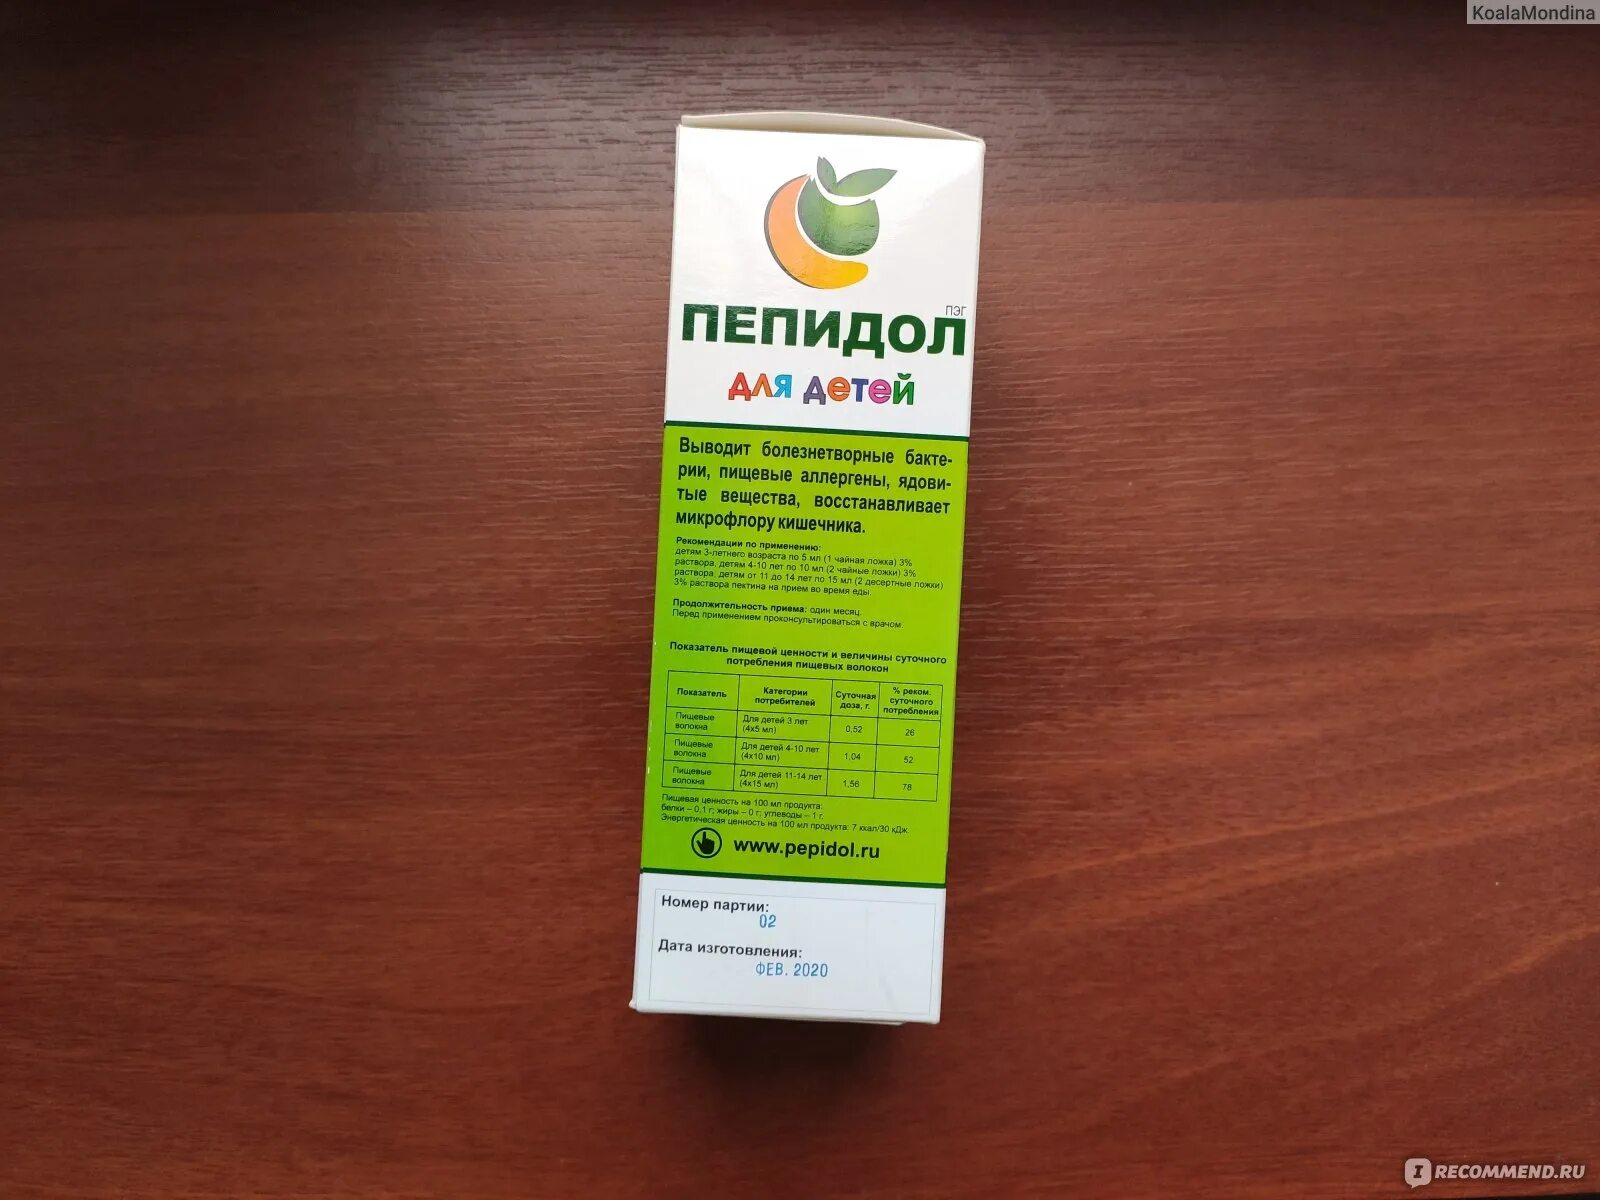 KoalaMondina
ПЭГ
ПЕПИДОЛ
для детей
Выводит болезнетворные бакте-
рии, пищевые аллергены, ядови-
тые вещества, восстанавливает
микрофлору кишечника.
Рекомендации по применению:
детям 3-летнего возраста по 5 мл (1 чайная ложка) 3%
раствора, детям 4-10 лет по 10 мл (2 чайные ложки) 3%
раствора, детям от 11 до 14 лет по 15 мл (2 десертные ложки)
3% раствора пектина на прием во время еды.
Продолжительность приема: один месяц.
Перед применением проконсультироваться с врачом.
Показатель пищевой ценности и величины суточного
потребления пищевых волокон
Показатель Категории потребителей Суточная доза, г. % реком. суточного потребления
Пищевые волокна Для детей 3 лет (4х5 мл) 0,52 26
Пищевые волокна Для детей 4-10 лет (4х10 мл) 1,04 52
Пищевые волокна Для детей 11-14 лет (4х15 мл) 1,56 78
Пищевая ценность на 100 мл продукта:
белки – 0,1 г; жиры – 0 г; углеводы – 1 г.
Энергетическая ценность на 100 мл продукта: 7 ккал/30 кДж
www.pepidol.ru
Номер партии:
02
Дата изготовления:
ФЕВ. 2020
IRECOMMEND.RU